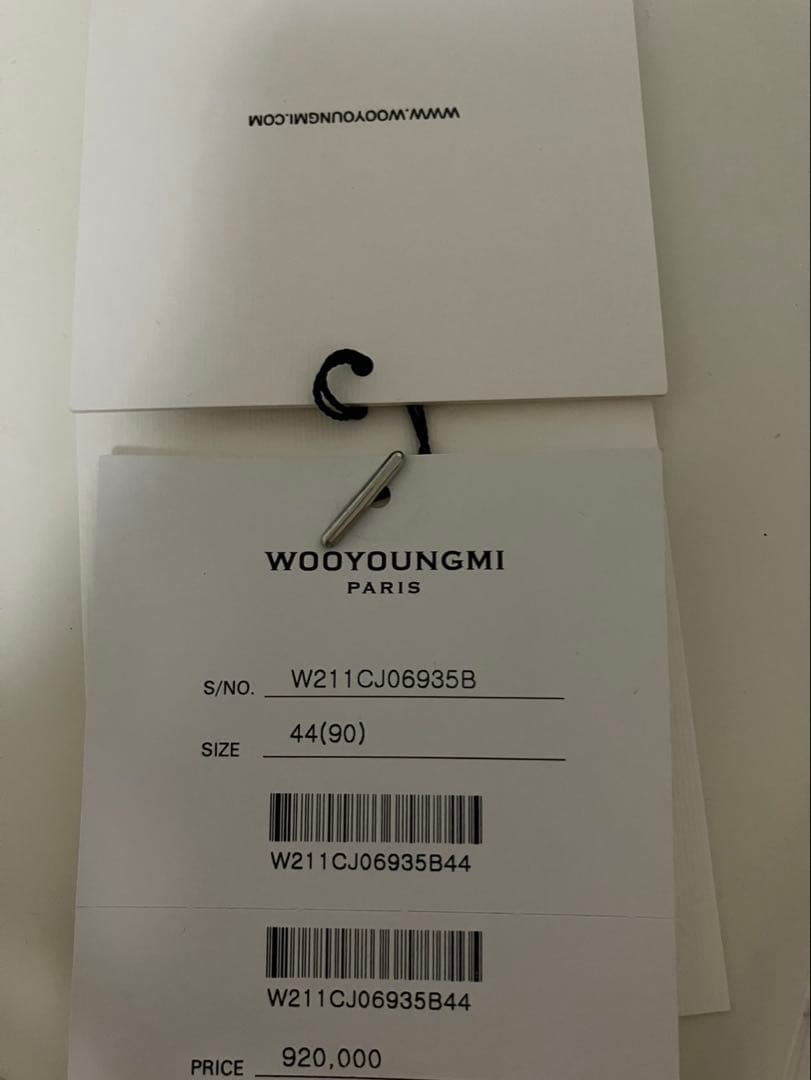 WWW.WOOYOUNGMI.COM
WOOYOUNGMI
PARIS
S/NO. W211CJ06935B
SIZE 44(90)
W211CJ06935B44
W211CJ06935B44
PRICE 920,000